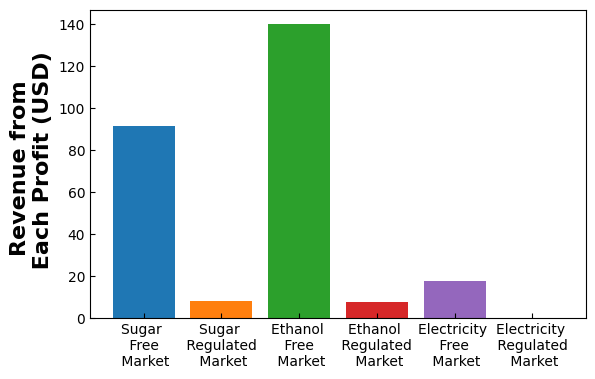 Revenue from
Each Profit (USD)
140
120
100
80
60
40
20
0
Sugar
Free
Market
Sugar
Regulated
Market
Ethanol
Free
Market
Ethanol
Regulated
Market
Electricity
Free
Market
Electricity
Regulated
Market